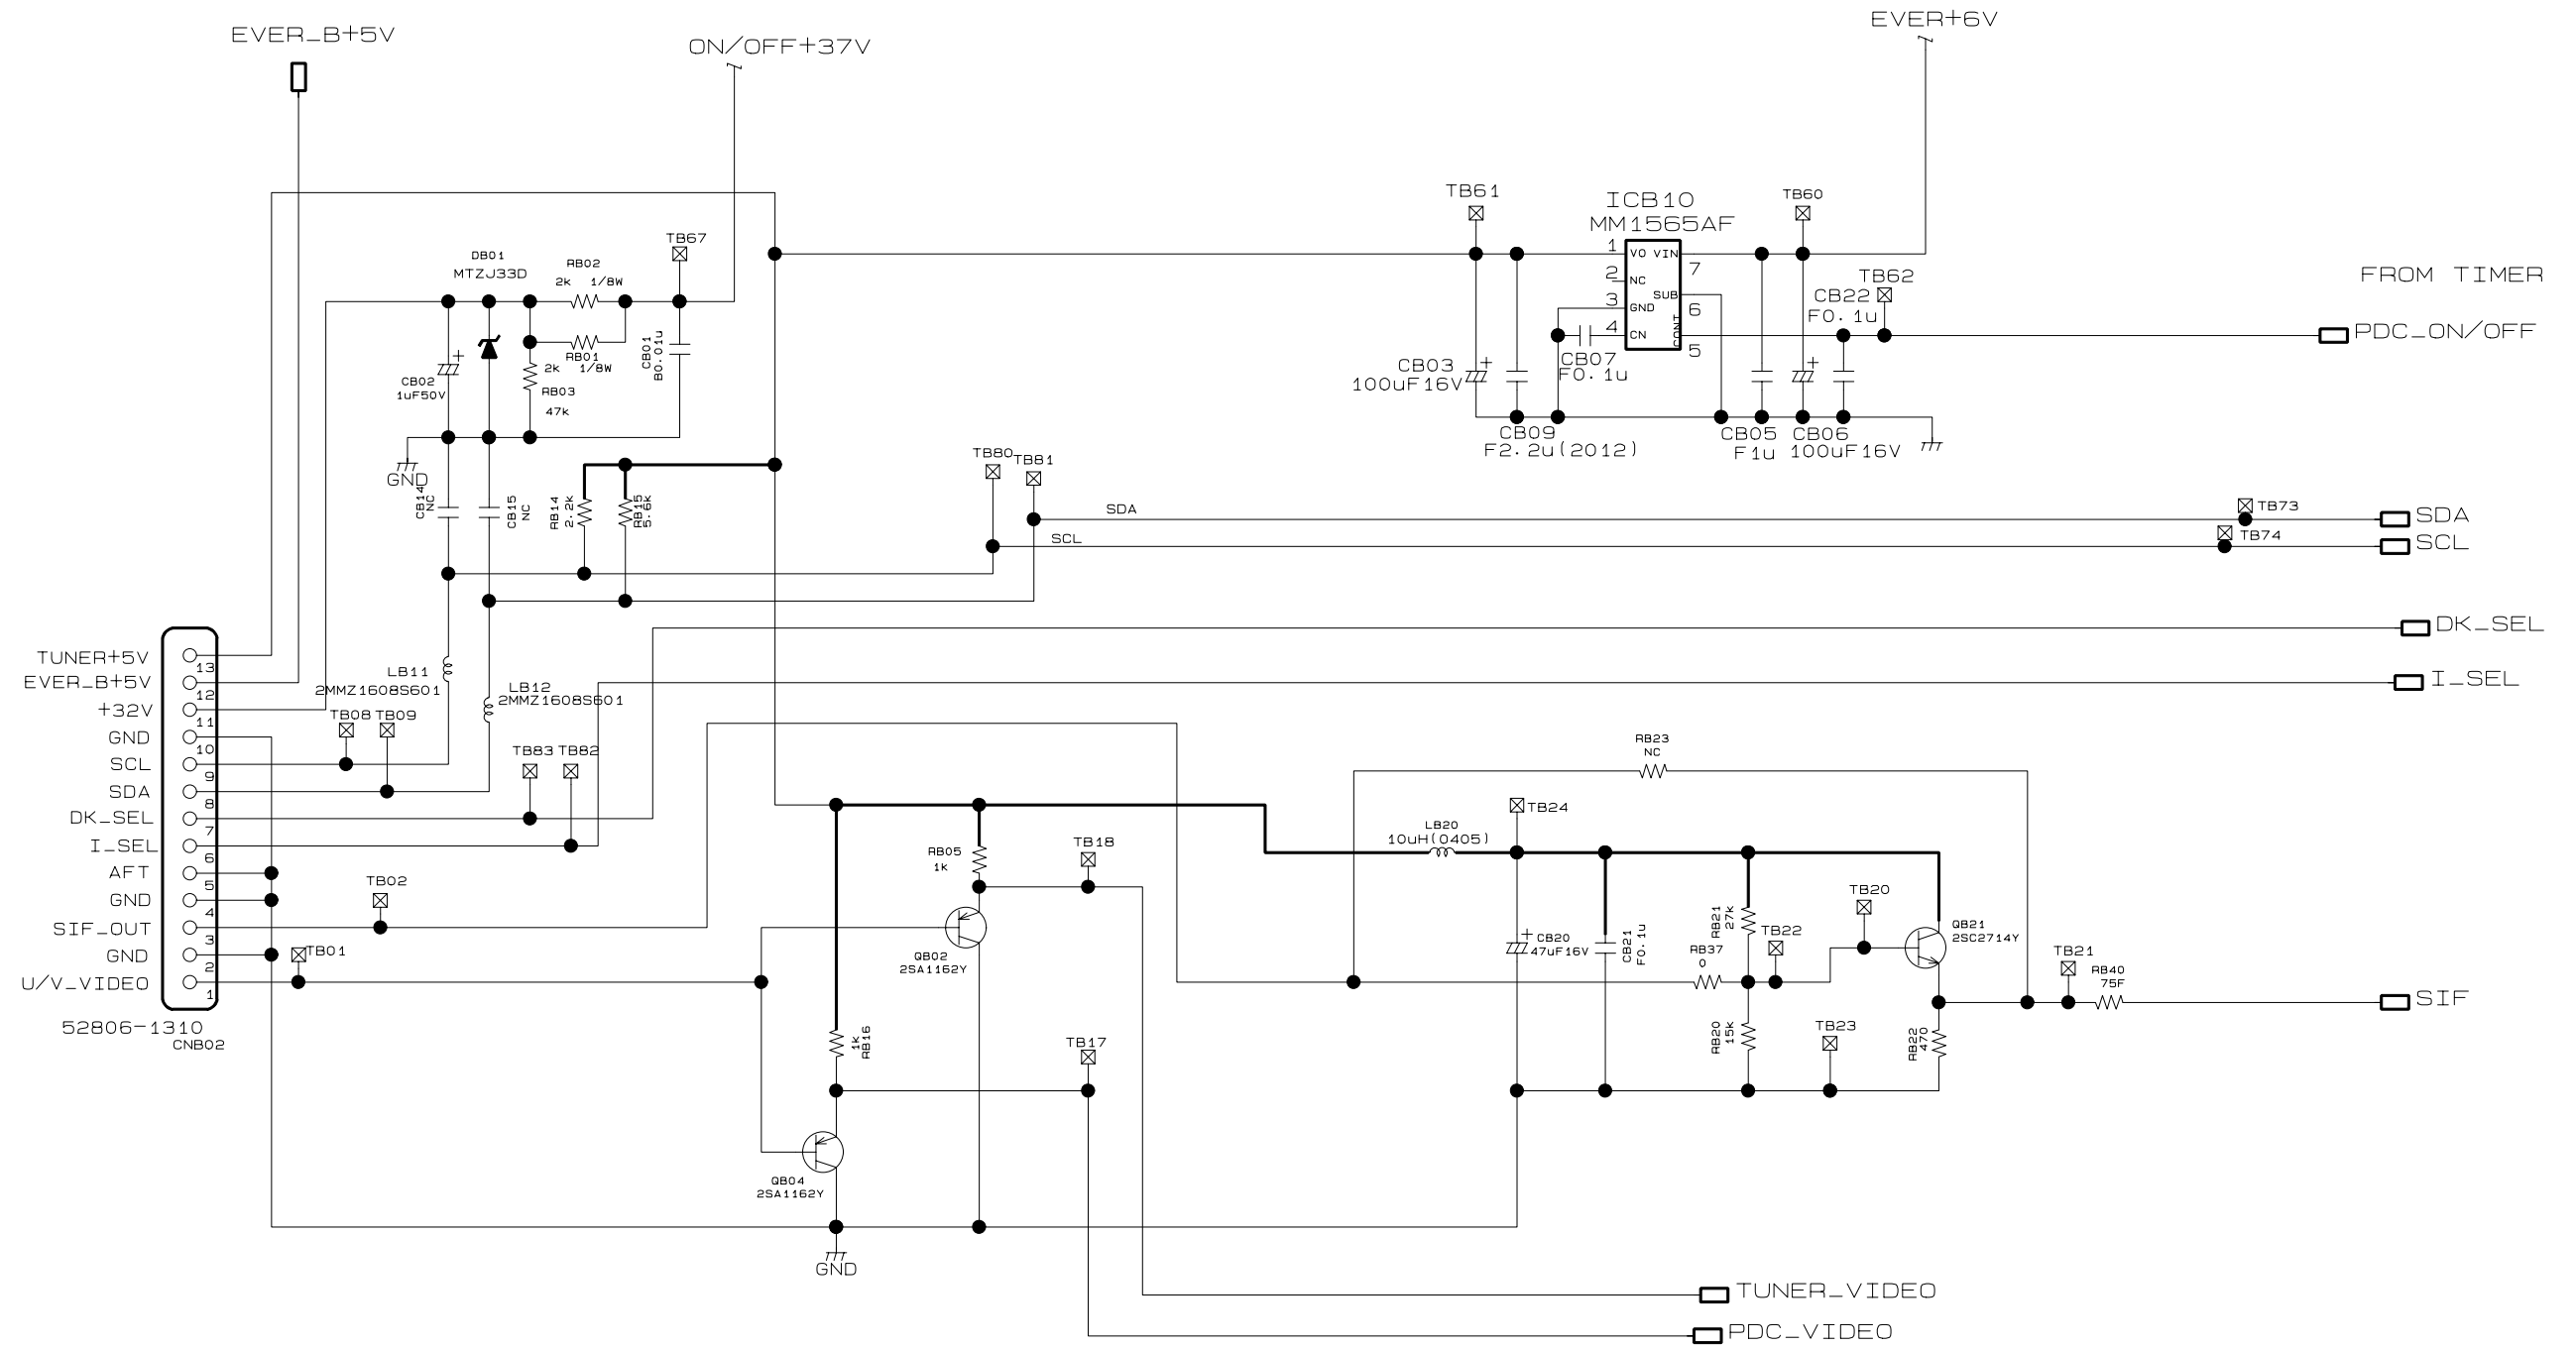 EVER_B+5V
ON/OFF+37V
EVER+6V
TB61
ICB10
MM1565AF
TB60
TB67
DB01
MTZJ33D
RB02
2k 1/8W
1 VO VIN 7
2 NC
SUB 6
3 GND
4 CN
CONT 5
TB62
CB22
F0.1u
FROM TIMER
PDC_ON/OFF
RB01
2k 1/8W
CB01
B0.01u
CB02
1uF50V
RB03
47k
CB03
100uF16V
CB07
F0.1u
CB09
F2.2u(2012)
CB05
F1u
CB06
100uF16V
GND
CB14
NC
CB15
NC
RB14
2.2k
RB15
5.6k
TB80
TB81
SDA
SCL
TB73
TB74
SDA
SCL
DK_SEL
I_SEL
TUNER+5V 13
EVER_B+5V 12
+32V 11
GND 10
SCL 9
SDA 8
DK_SEL 7
I_SEL 6
AFT 5
GND 4
SIF_OUT 3
GND 2
U/V_VIDEO 1
52806-1310
CNB02
LB11
2MMZ1608S601
LB12
2MMZ1608S601
TB08
TB09
TB83
TB82
TB02
TB01
RB23
NC
TB24
LB20
10uH(0405)
RB05
1k
TB18
QB02
2SA1162Y
CB20
47uF16V
CB21
F0.1u
RB21
27k
RB37
0
TB22
TB20
QB21
2SC2714Y
TB21
RB40
75F
SIF
1k
RB16
TB17
RB20
15k
TB23
RB22
470
QB04
2SA1162Y
GND
TUNER_VIDEO
PDC_VIDEO